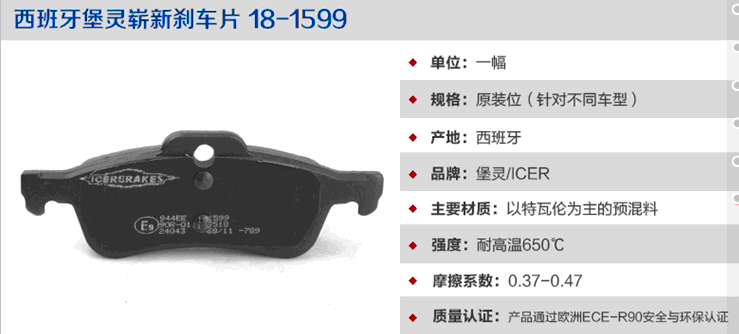 西班牙堡灵崭新刹车片 18-1599
单位：一幅
规格：原装位（针对不同车型）
产地：西班牙
品牌：堡灵/ICER
主要材质：以特瓦伦为主的预混料
强度：耐高温650℃
摩擦系数：0.37-0.47
质量认证：产品通过欧洲ECE-R90安全与环保认证
ICERBRAKES
E9
944EE
90R-01
24043 68/11 -789